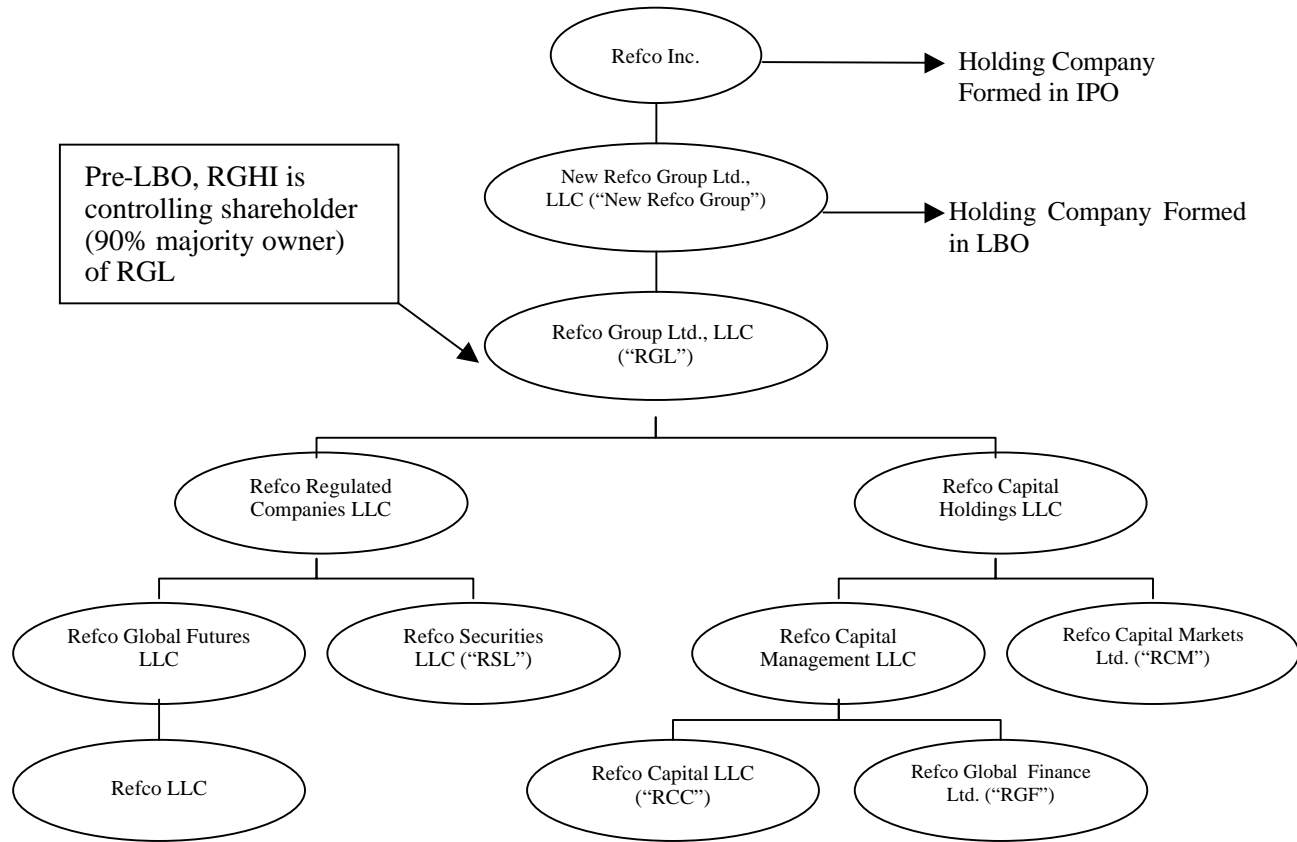 Refco Inc.
Holding Company
Formed in IPO
Pre-LBO, RGHI is
controlling shareholder
(90% majority owner)
of RGL
New Refco Group Ltd.,
LLC (“New Refco Group”)
Holding Company Formed
in LBO
Refco Group Ltd., LLC
(“RGL”)
Refco Regulated
Companies LLC
Refco Capital
Holdings LLC
Refco Global Futures
LLC
Refco Securities
LLC (“RSL”)
Refco Capital
Management LLC
Refco Capital Markets
Ltd. (“RCM”)
Refco LLC
Refco Capital LLC
(“RCC”)
Refco Global Finance
Ltd. (“RGF”)